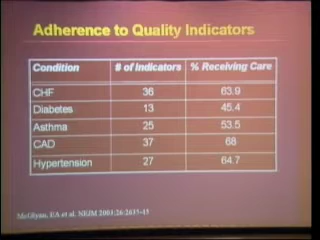 Adherence to Quality Indicators
Condition # of Indicators % Receiving Care
CHF 36 63.9
Diabetes 13 45.4
Asthma 25 53.5
CAD 37 68
Hypertension 27 64.7
EA et al. NEJM